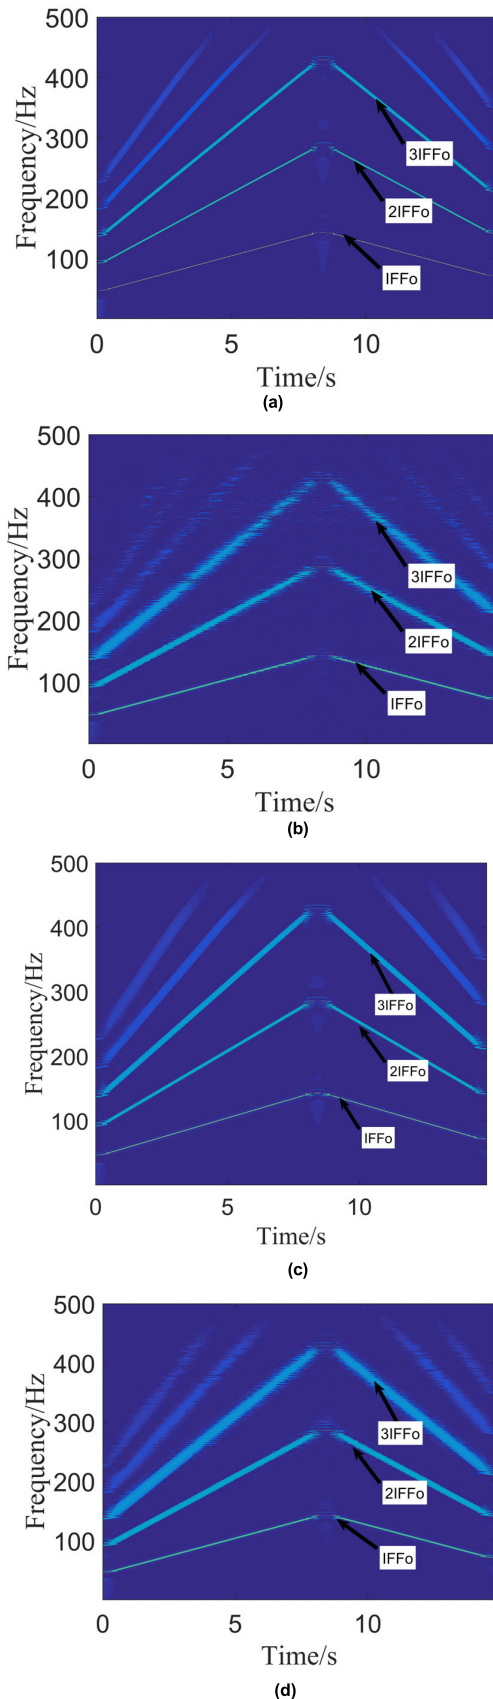 500
400
300
200
100
Frequency/Hz
3IFFo
2IFFo
IFFo
0 5 10
Time/s
(a)
500
400
300
200
100
Frequency/Hz
3IFFo
2IFFo
IFFo
0 5 10
Time/s
(b)
500
400
300
200
100
Frequency/Hz
3IFFo
2IFFo
IFFo
0 5 10 15
Time/s
(c)
500
400
300
200
100
Frequency/Hz
3IFFo
2IFFo
IFFo
0 5 10
Time/s
(d)